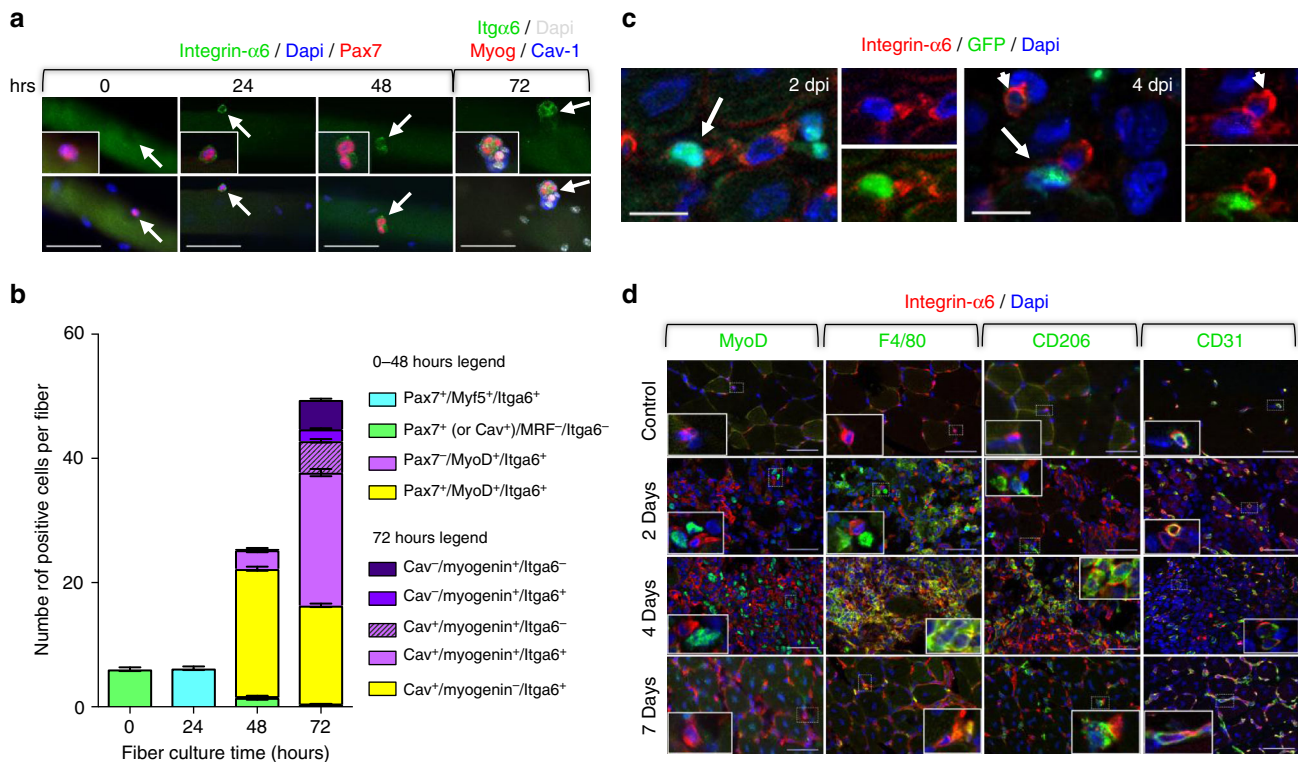 a
Integrin-α6 / Dapi / Pax7
Itgα6 / Dapi
Myog / Cav-1
hrs 0 24 48 72
b
60
40
20
0
Numbe rof positive cells per fiber
0 24 48 72
Fiber culture time (hours)
0–48 hours legend
Pax7⁺/Myf5⁺/Itga6⁺
Pax7⁺ (or Cav⁺)/MRF⁻/Itga6⁻
Pax7⁻/MyoD⁺/Itga6⁺
Pax7⁺/MyoD⁺/Itga6⁺
72 hours legend
Cav⁻/myogenin⁺/Itga6⁻
Cav⁻/myogenin⁺/Itga6⁺
Cav⁺/myogenin⁺/Itga6⁻
Cav⁺/myogenin⁺/Itga6⁺
Cav⁺/myogenin⁻/Itga6⁺
c
Integrin-α6 / GFP / Dapi
2 dpi
4 dpi
d
Integrin-α6 / Dapi
MyoD F4/80 CD206 CD31
Control
2 Days
4 Days
7 Days